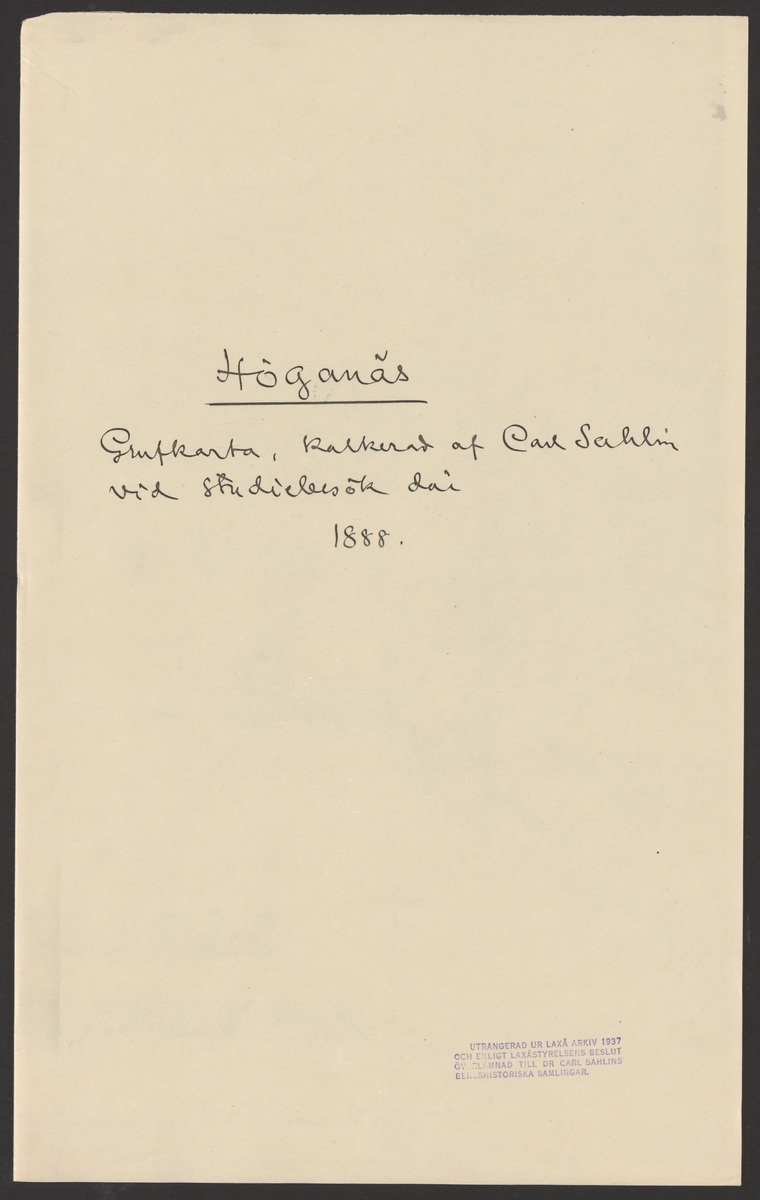 Höganäs
Grufkarta, kalkerad af Carl Sahlin
vid studiebesök där
1888.
UTRANGERAD UR LAXÅ ARKIV 1937
OCH ENLIGT LAXÅSTYRELSENS BESLUT
ÖVERLÄMNAD TILL DR CARL SAHLINS
BERGSHISTORISKA SAMLINGAR.